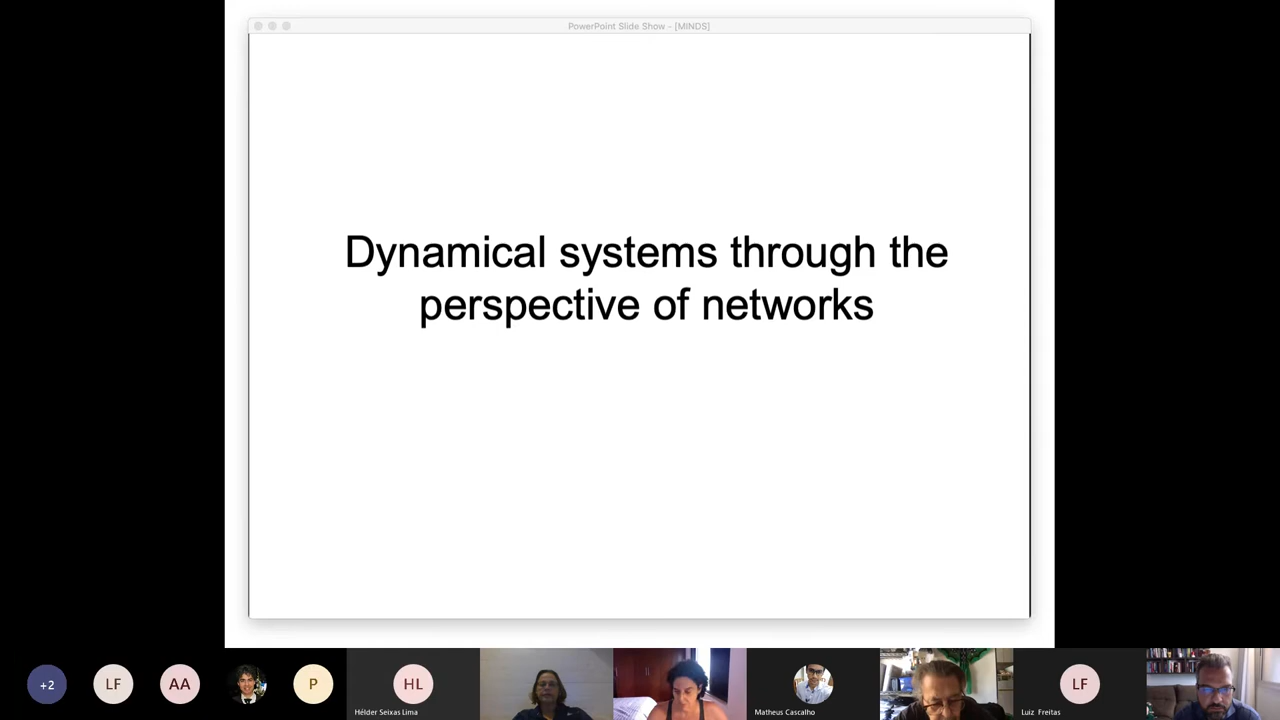 PowerPoint Slide Show - [MINDS]
Dynamical systems through the
perspective of networks
+2
LF
AA
P
HL
Hélder Seixas Lima
Matheus Cascalho
LF
Luiz Freitas